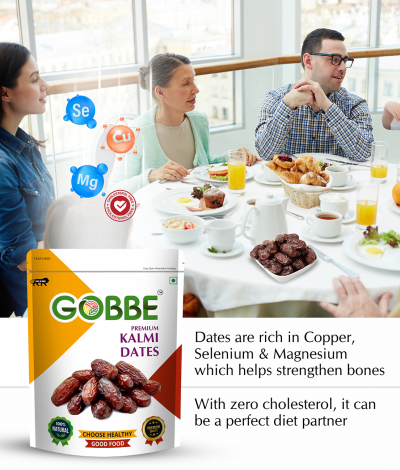 Se
Cu
Mg
GOBBE
TM
PREMIUM
KALMI
DATES
100%
NATURAL
CHOOSE HEALTHY
GOOD FOOD
Dates are rich in Copper,
Selenium & Magnesium
which helps strengthen bones
With zero cholesterol, it can
be a perfect diet partner